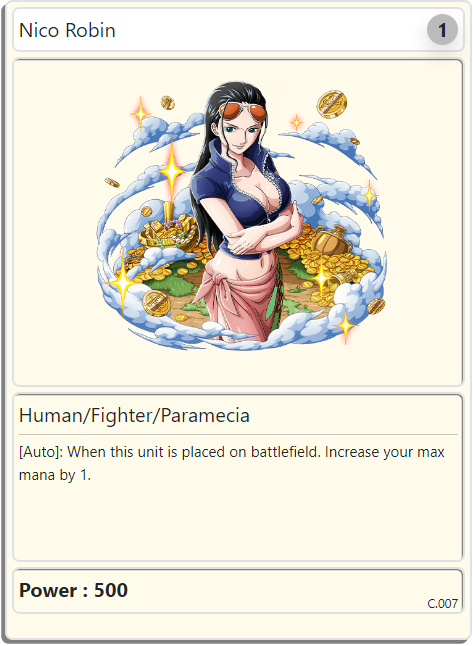 Nico Robin
1
Human/Fighter/Paramecia
[Auto]: When this unit is placed on battlefield. Increase your max
mana by 1.
Power : 500
C.007